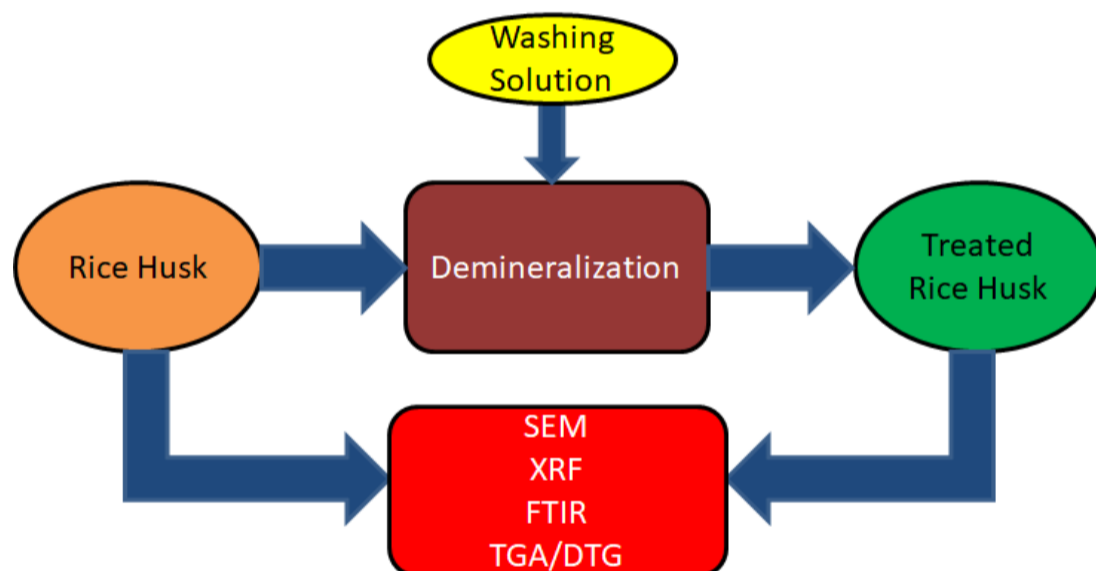 Washing
Solution
Rice Husk
Demineralization
Treated
Rice Husk
SEM
XRF
FTIR
TGA/DTG